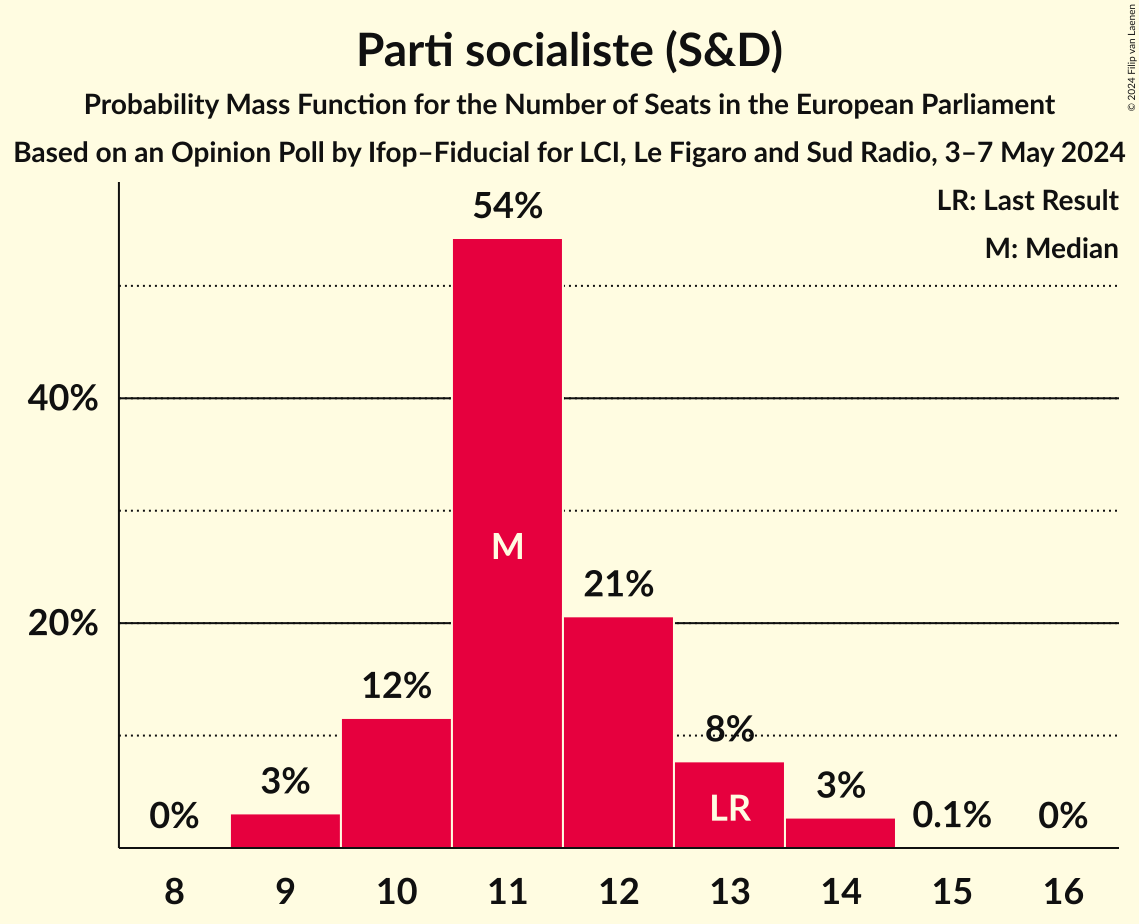 Parti socialiste (S&D)
Probability Mass Function for the Number of Seats in the European Parliament
Based on an Opinion Poll by Ifop–Fiducial for LCI, Le Figaro and Sud Radio, 3–7 May 2024
© 2024 Filip van Laenen
LR: Last Result
M: Median
54%
40%
M
21%
20%
12%
8%
3%
3%
LR
0%
0.1%
0%
8 9 10 11 12 13 14 15 16